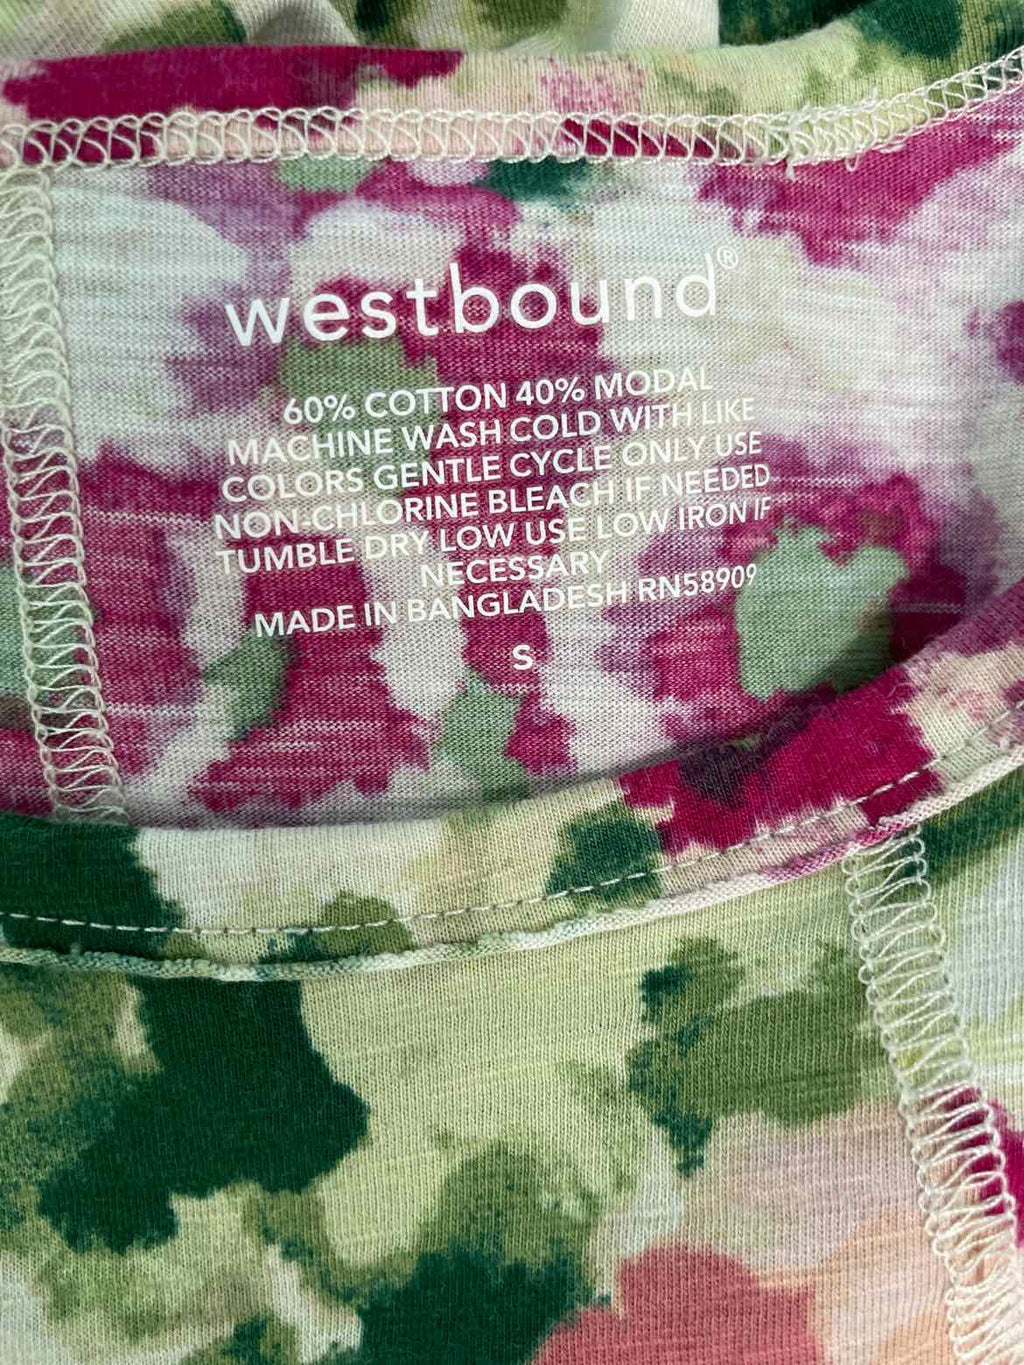 westbound®
60% COTTON 40% MODAL
MACHINE WASH COLD WITH LIKE
COLORS GENTLE CYCLE ONLY USE
NON-CHLORINE BLEACH IF NEEDED
TUMBLE DRY LOW USE LOW IRON IF
NECESSARY
MADE IN BANGLADESH RN58909
S